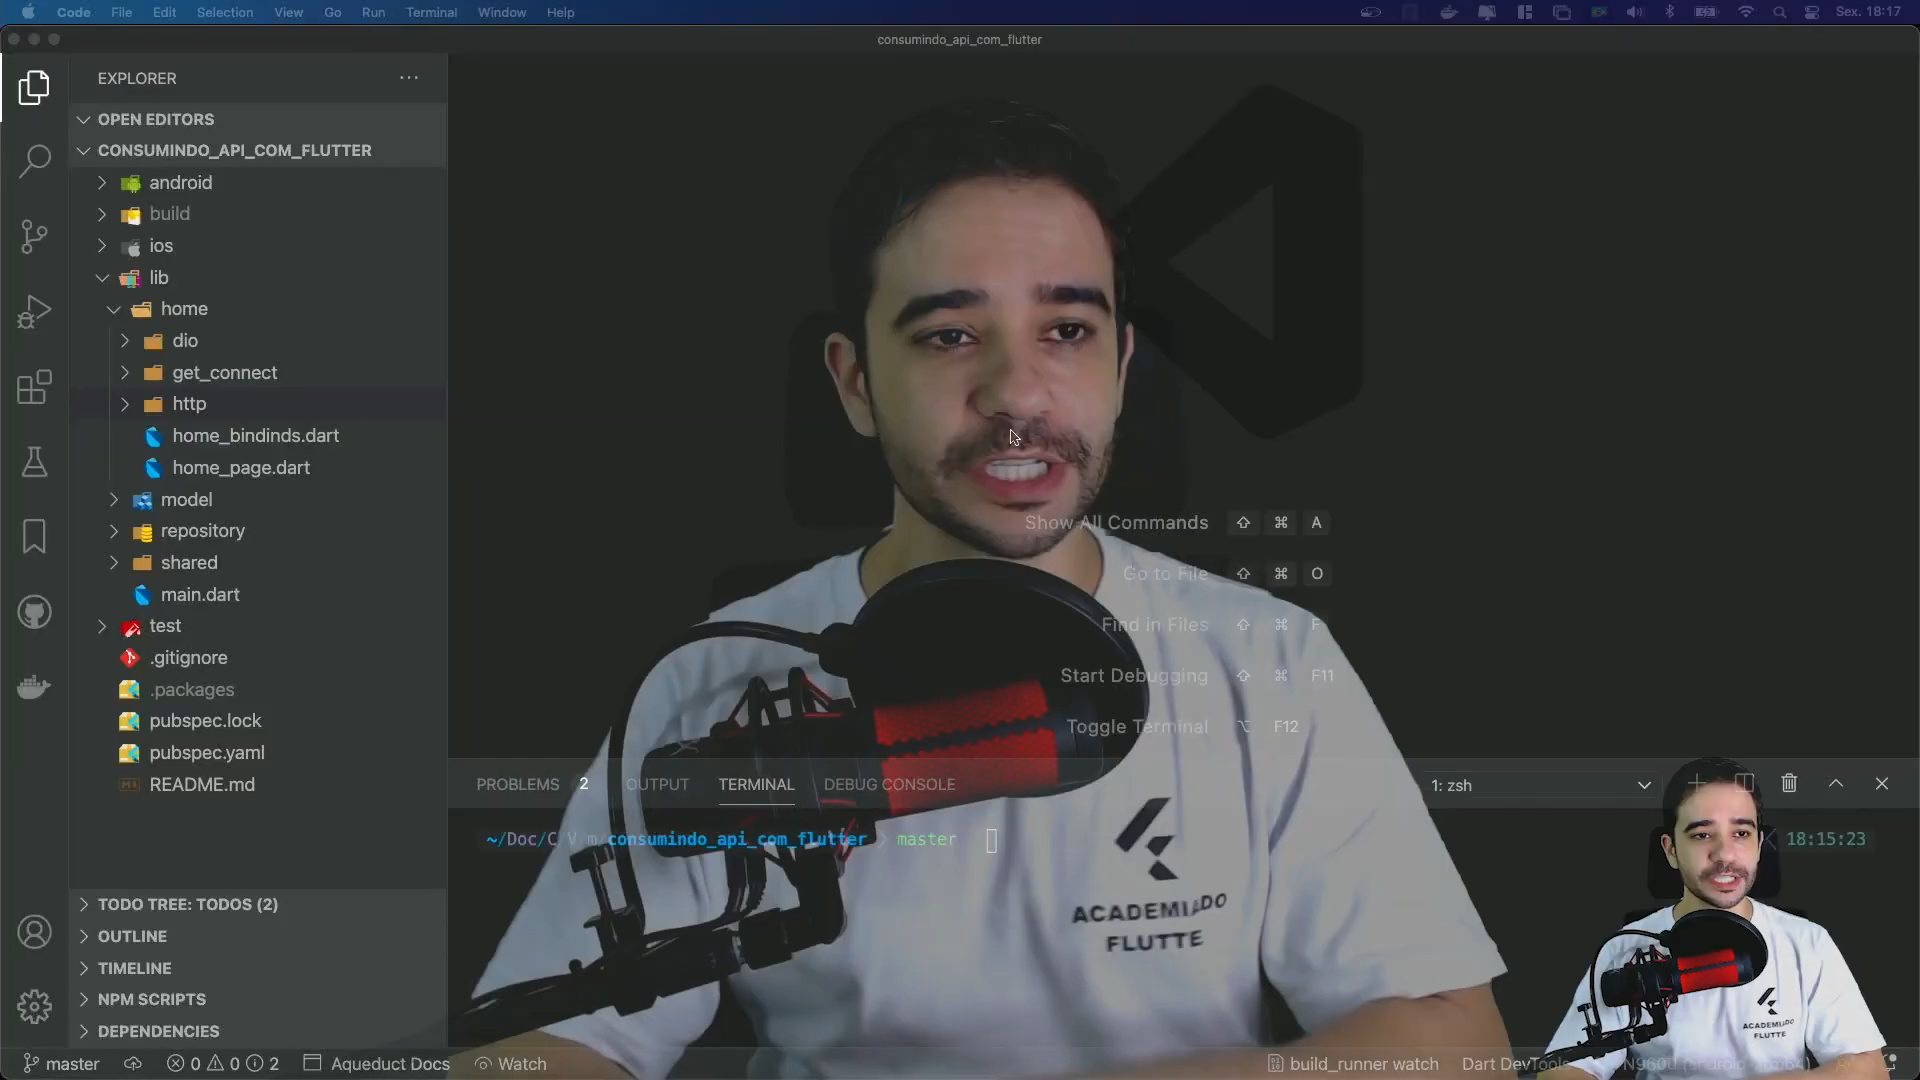 Code File Edit Selection View Go Run Terminal Window Help Sex. 18:17
consumindo_api_com_flutter
EXPLORER
OPEN EDITORS
CONSUMINDO_API_COM_FLUTTER
android
build
ios
lib
home
dio
get_connect
http
home_bindinds.dart
home_page.dart
model
repository
shared
main.dart
test
.gitignore
.packages
pubspec.lock
pubspec.yaml
README.md
TODO TREE: TODOS (2)
OUTLINE
TIMELINE
NPM SCRIPTS
DEPENDENCIES
Show All Commands ⇧ ⌘ A
Go to File ⇧ ⌘ O
Find in Files ⇧ ⌘ F
Start Debugging ⇧ ⌘ F11
Toggle Terminal ⌥ F12
PROBLEMS 2 OUTPUT TERMINAL DEBUG CONSOLE 1: zsh
~/Doc/C/V/m/consumindo_api_com_flutter master 18:15:23
ACADEMIA DO
FLUTTE
ACADEMIA DO
FLUTTE
master 0 0 2 Aqueduct Docs Watch build_runner watch Dart DevTools